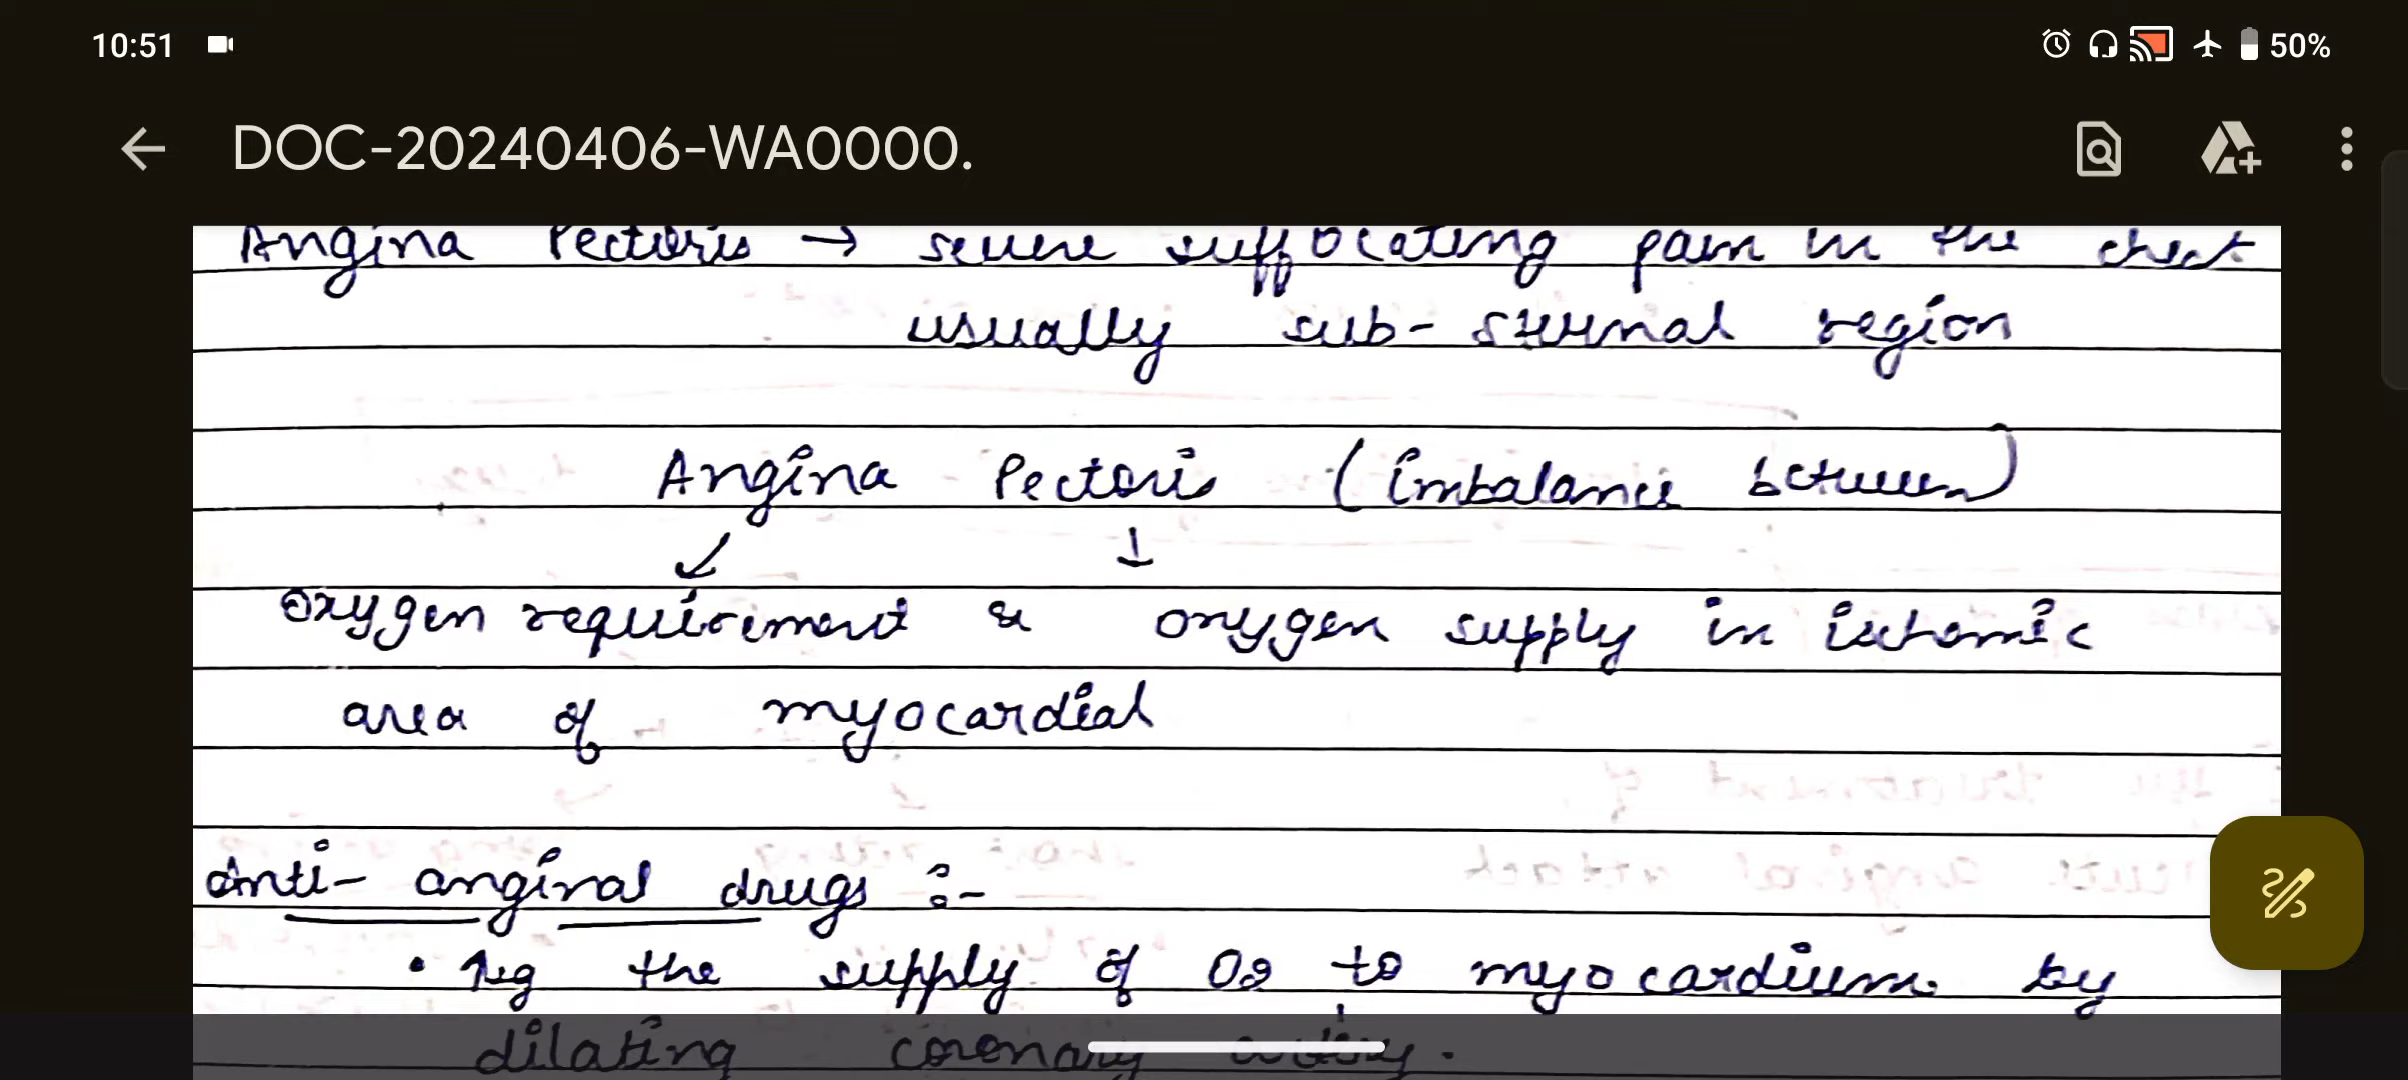 10:51
50%
DOC-20240406-WA0000.
Angina Pectoris → severe suffocating pain in the chest
usually sub-sternal region
Angina Pectoris (imbalance between)
↙ ↓
oxygen requirement & oxygen supply in ischemic
area of myocardial
Anti-anginal drugs :-
• ↑ing the supply of O2 to myocardium. by
dilating coronary artery.